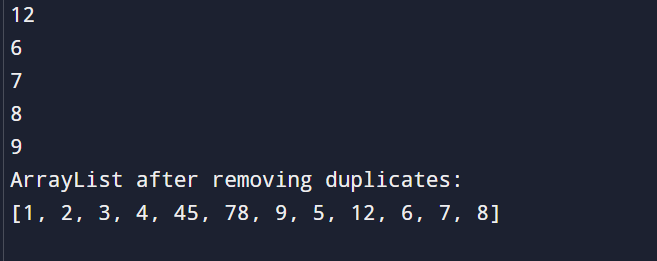 12
6
7
8
9
ArrayList after removing duplicates:
[1, 2, 3, 4, 45, 78, 9, 5, 12, 6, 7, 8]